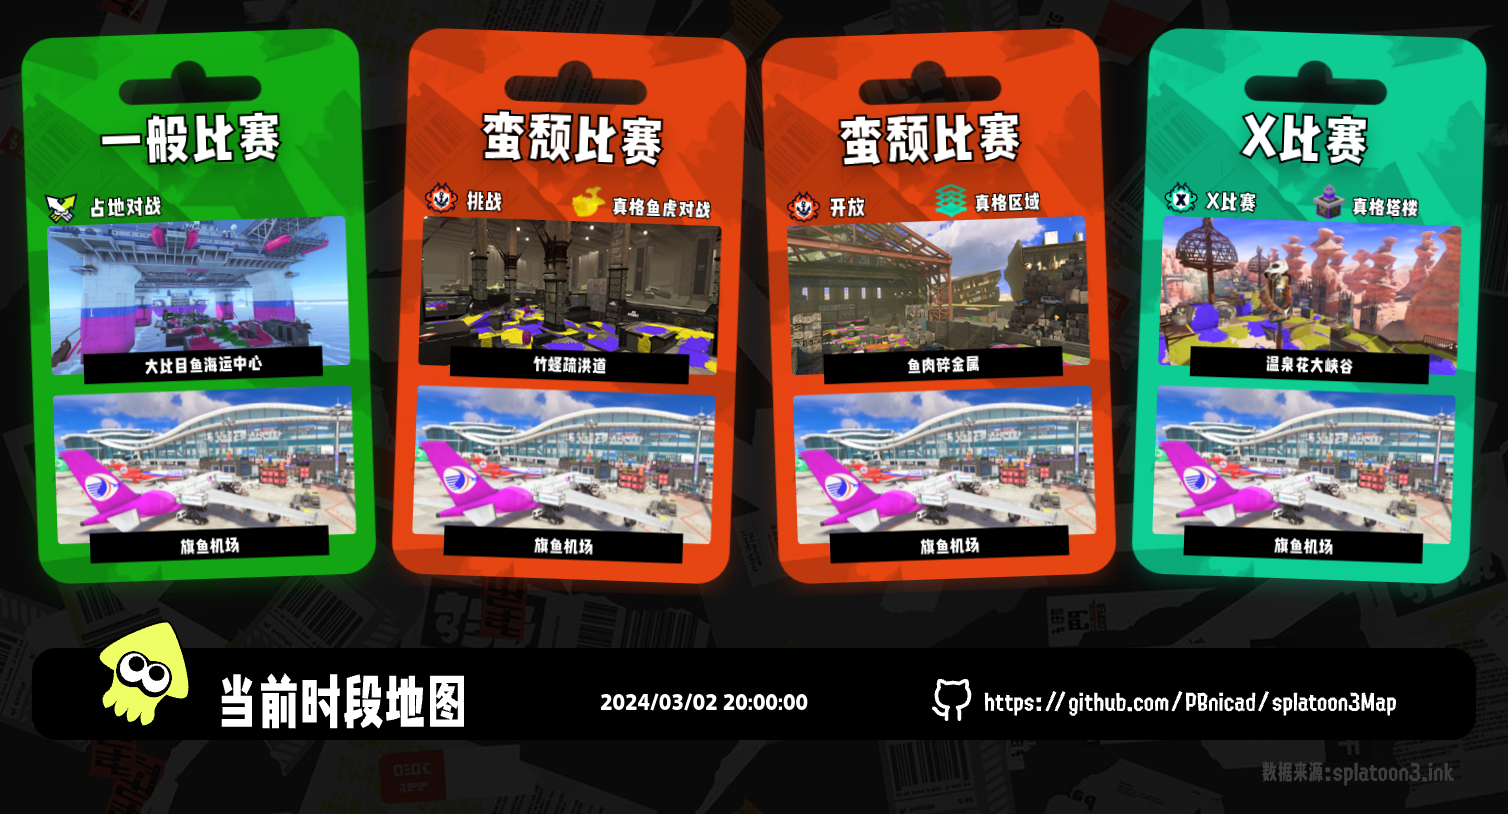 一般比赛
占地对战
大比目鱼海运中心
旗鱼机场
蛮颓比赛
挑战
真格鱼虎对战
竹蛏疏洪道
旗鱼机场
蛮颓比赛
开放
真格区域
鱼肉碎金属
旗鱼机场
X比赛
X比赛
真格塔楼
温泉花大峡谷
旗鱼机场
当前时段地图
2024/03/02 20:00:00
https://github.com/PBnicad/splatoon3Map
数据来源:splatoon3.ink